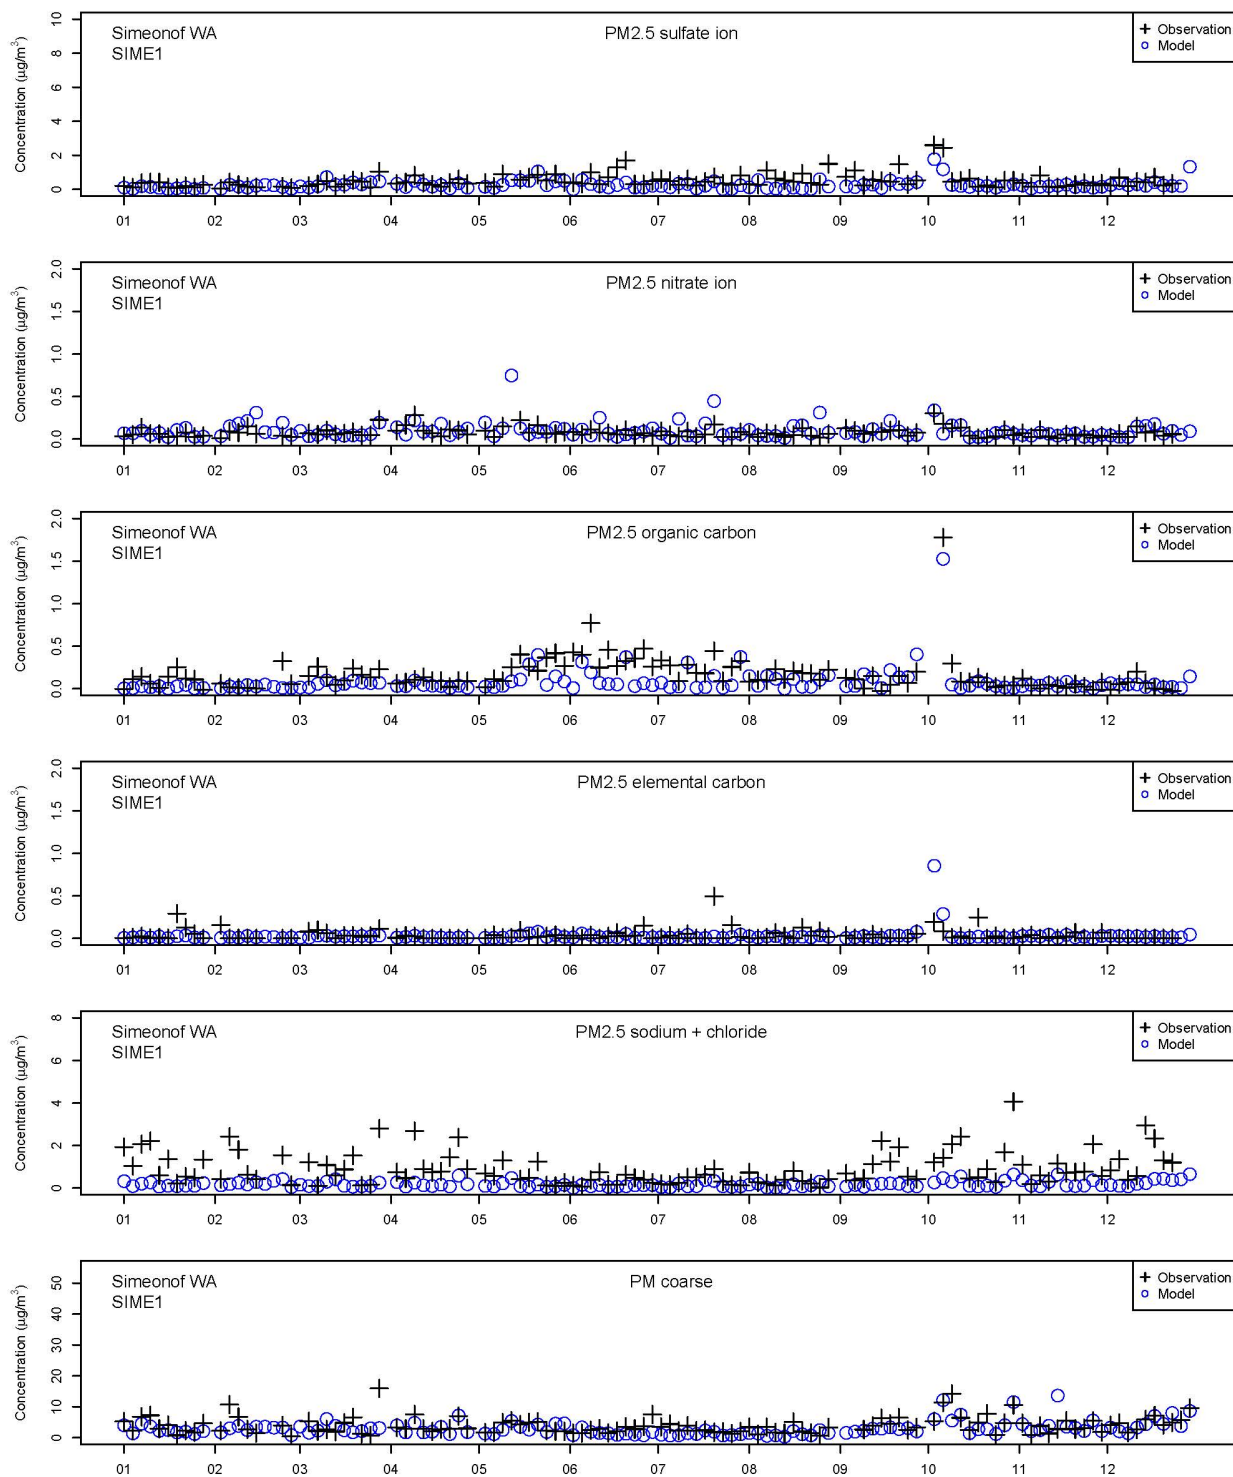 Simeonof WA
SIME1
PM2.5 sulfate ion
Observation
Model
Concentration (µg/m³)
0 2 4 6 8 10
01 02 03 04 05 06 07 08 09 10 11 12
Simeonof WA
SIME1
PM2.5 nitrate ion
Observation
Model
Concentration (µg/m³)
0.0 0.5 1.0 1.5 2.0
01 02 03 04 05 06 07 08 09 10 11 12
Simeonof WA
SIME1
PM2.5 organic carbon
Observation
Model
Concentration (µg/m³)
0.0 0.5 1.0 1.5 2.0
01 02 03 04 05 06 07 08 09 10 11 12
Simeonof WA
SIME1
PM2.5 elemental carbon
Observation
Model
Concentration (µg/m³)
0.0 0.5 1.0 1.5 2.0
01 02 03 04 05 06 07 08 09 10 11 12
Simeonof WA
SIME1
PM2.5 sodium + chloride
Observation
Model
Concentration (µg/m³)
0 2 4 6 8
01 02 03 04 05 06 07 08 09 10 11 12
Simeonof WA
SIME1
PM coarse
Observation
Model
Concentration (µg/m³)
0 10 20 30 40 50
01 02 03 04 05 06 07 08 09 10 11 12